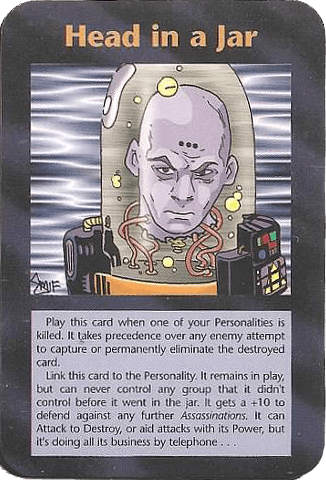 Head in a Jar
Play this card when one of your Personalities is
killed. It takes precedence over any enemy attempt
to capture or permanently eliminate the destroyed
card.
Link this card to the Personality. It remains in play,
but can never control any group that it didn't
control before it went in the jar. It gets a +10 to
defend against any further Assassinations. It can
Attack to Destroy, or aid attacks with its Power, but
it's doing all its business by telephone . . .